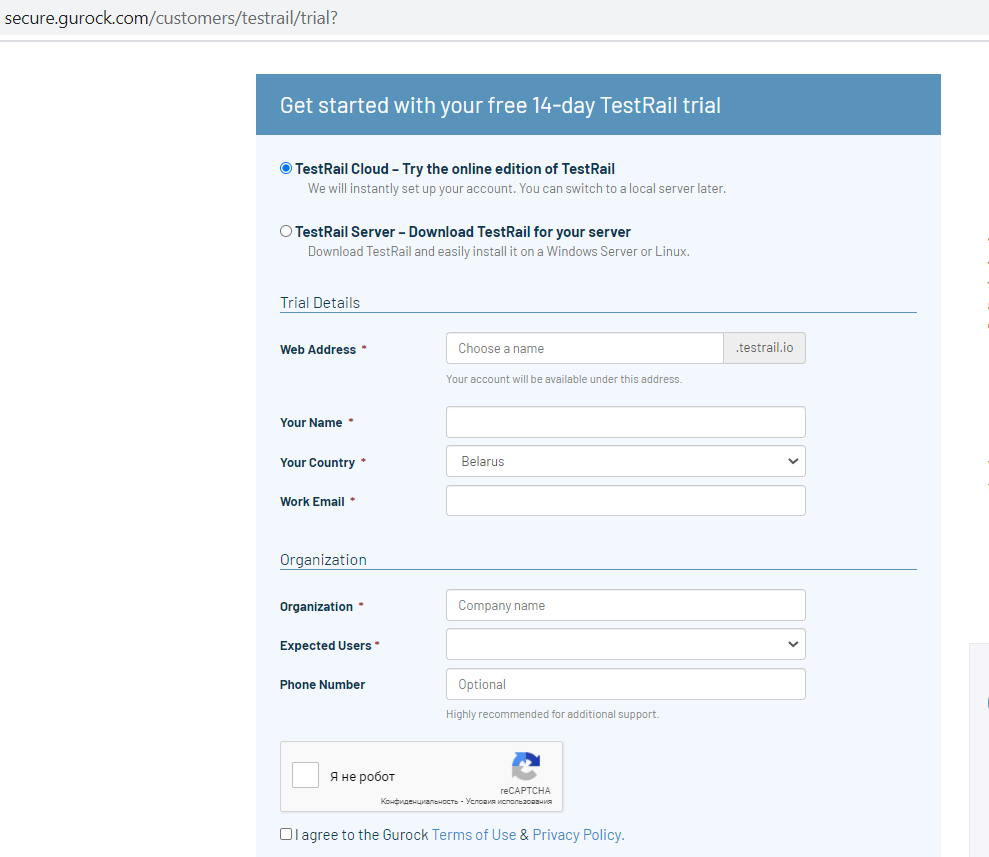 secure.gurock.com/customers/testrail/trial?
Get started with your free 14-day TestRail trial
TestRail Cloud – Try the online edition of TestRail
We will instantly set up your account. You can switch to a local server later.
TestRail Server – Download TestRail for your server
Download TestRail and easily install it on a Windows Server or Linux.
Trial Details
Web Address * Choose a name .testrail.io
Your account will be available under this address.
Your Name *
Your Country * Belarus
Work Email *
Organization
Organization * Company name
Expected Users *
Phone Number Optional
Highly recommended for additional support.
Я не робот
reCAPTCHA
Конфиденциальность - Условия использования
I agree to the Gurock Terms of Use & Privacy Policy.